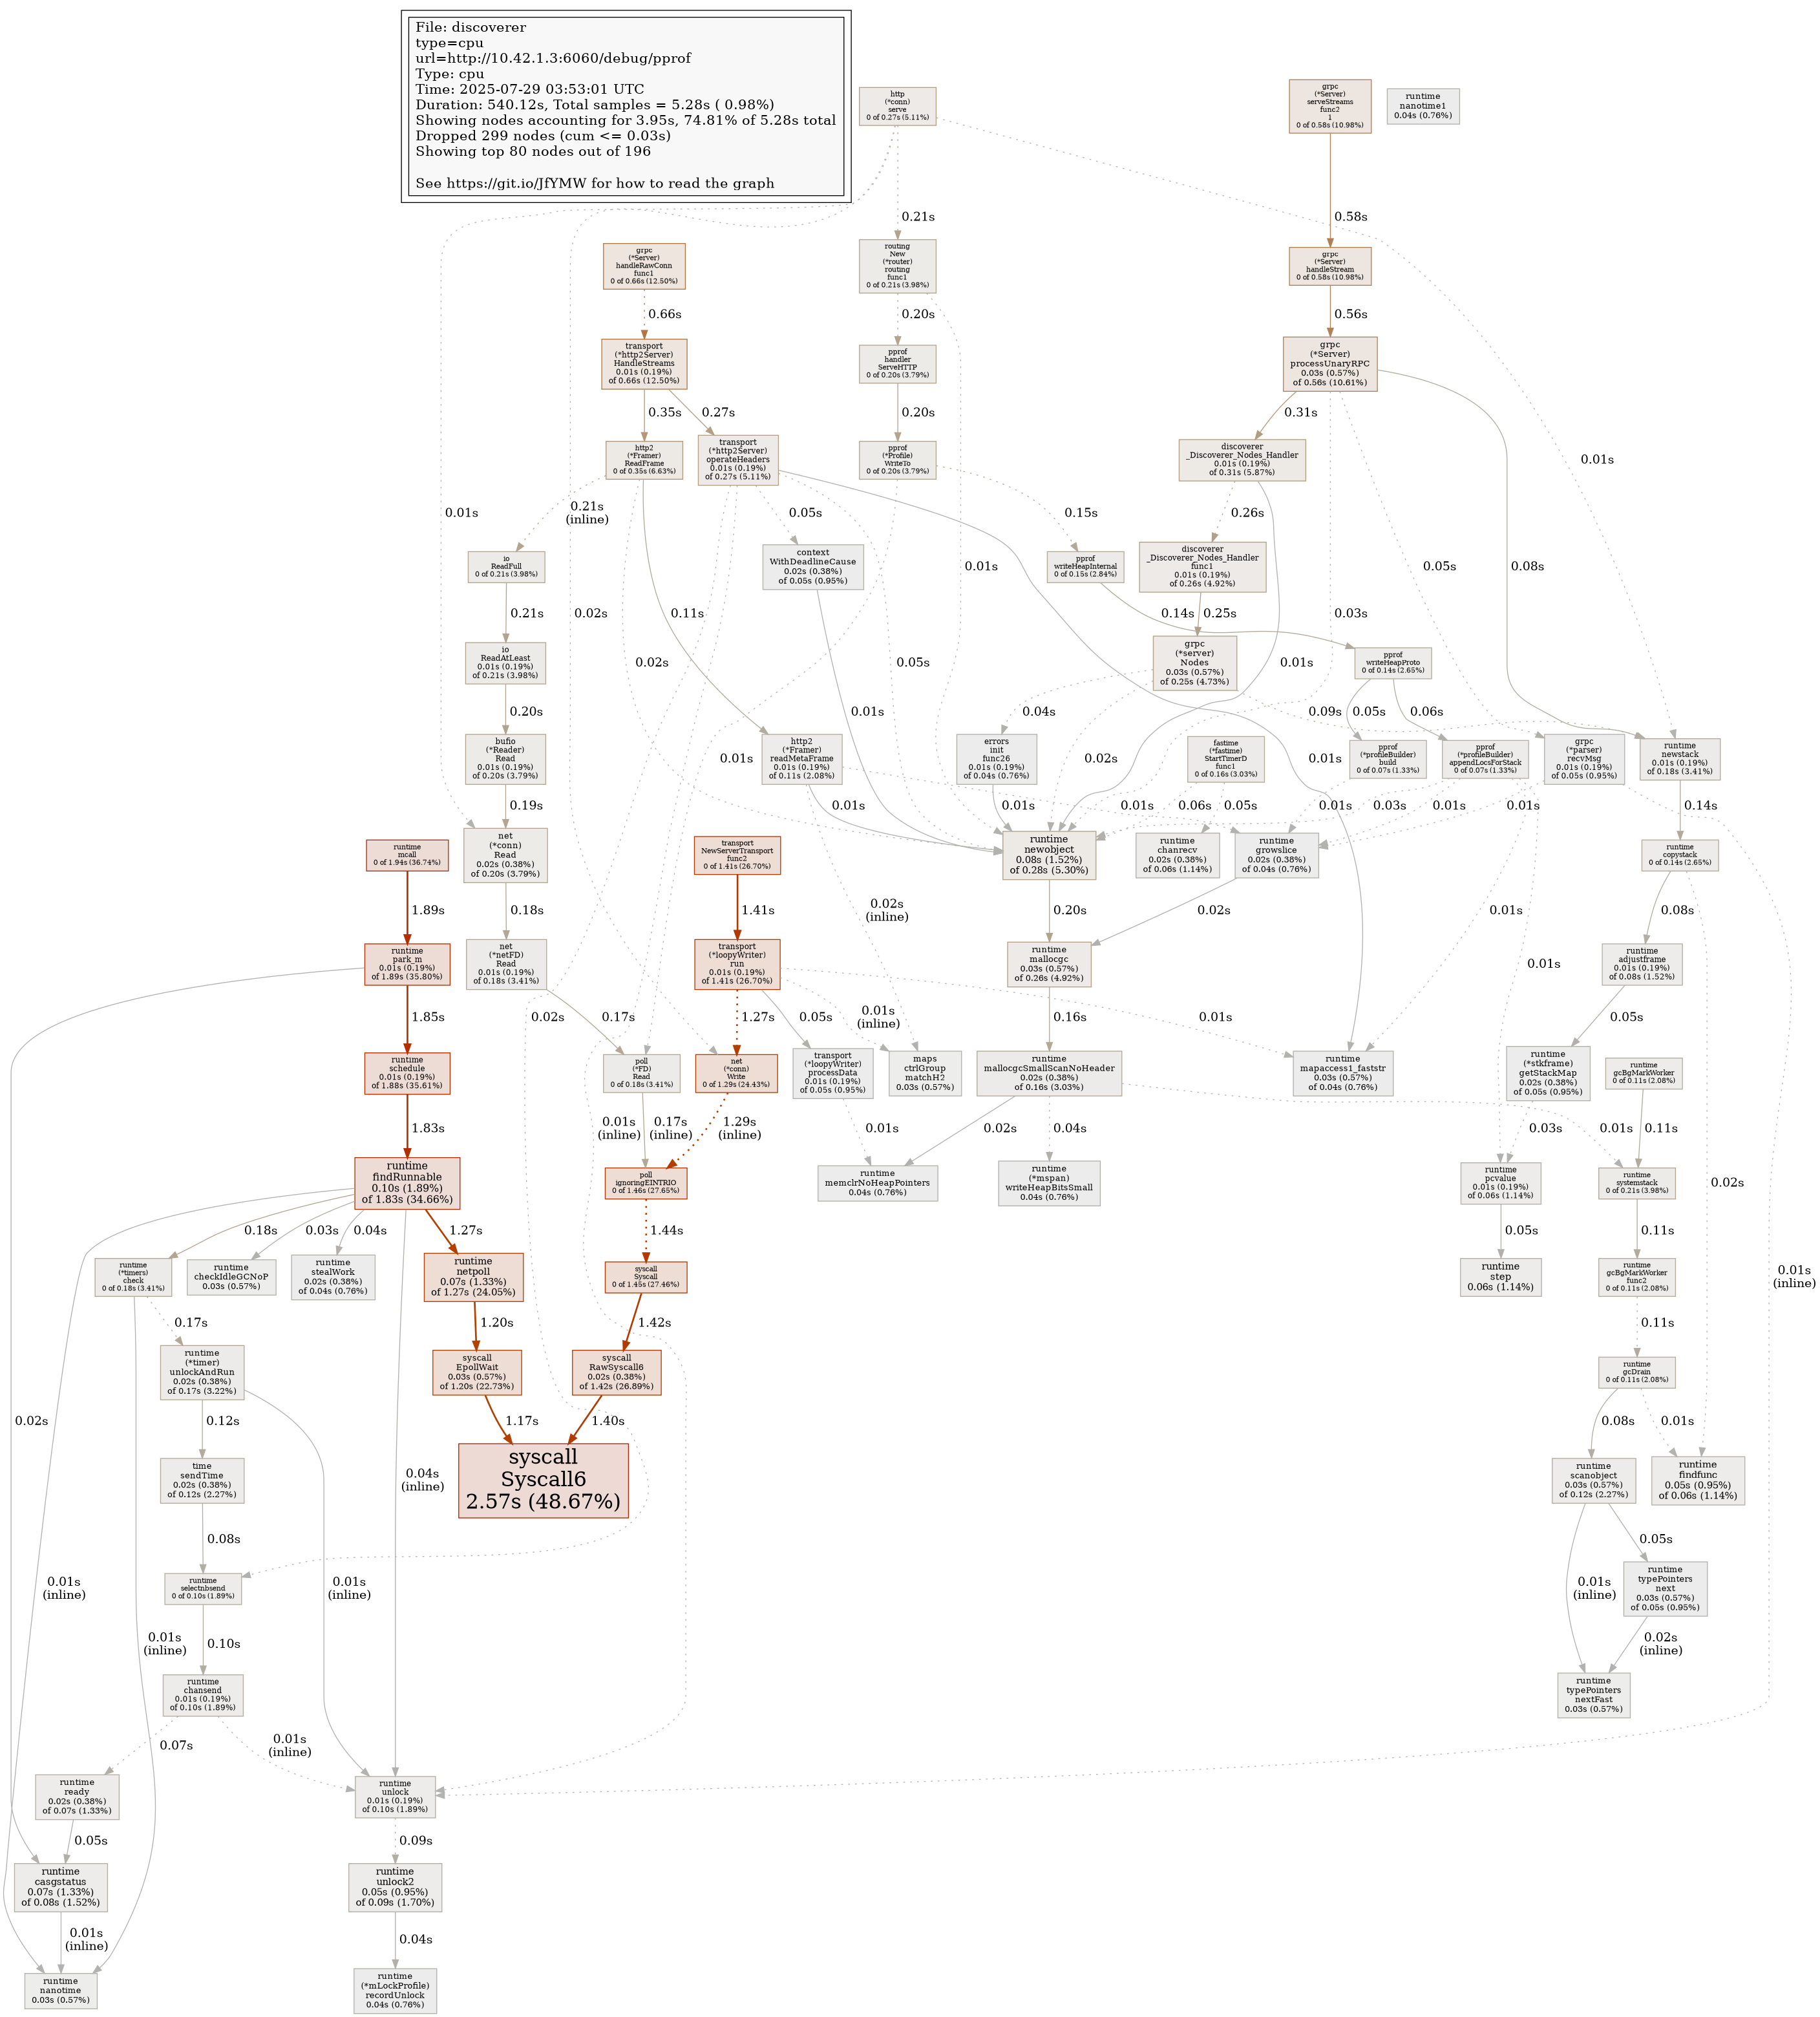 File: discoverer
type=cpu
url=http://10.42.1.3:6060/debug/pprof
Type: cpu
Time: 2025-07-29 03:53:01 UTC
Duration: 540.12s, Total samples = 5.28s ( 0.98%)
Showing nodes accounting for 3.95s, 74.81% of 5.28s total
Dropped 299 nodes (cum <= 0.03s)
Showing top 80 nodes out of 196
See https://git.io/JfYMW for how to read the graph
http
(*conn)
serve
0 of 0.27s (5.11%)
grpc
(*Server)
serveStreams
func2
1
0 of 0.58s (10.98%)
runtime
nanotime1
0.04s (0.76%)
0.21s
0.58s
grpc
(*Server)
handleRawConn
func1
0 of 0.66s (12.50%)
routing
New
(*router)
routing
func1
0 of 0.21s (3.98%)
grpc
(*Server)
handleStream
0 of 0.58s (10.98%)
0.66s
0.20s
0.56s
transport
(*http2Server)
HandleStreams
0.01s (0.19%)
of 0.66s (12.50%)
pprof
handler
ServeHTTP
0 of 0.20s (3.79%)
grpc
(*Server)
processUnaryRPC
0.03s (0.57%)
of 0.56s (10.61%)
0.35s
0.27s
0.20s
0.31s
http2
(*Framer)
ReadFrame
0 of 0.35s (6.63%)
transport
(*http2Server)
operateHeaders
0.01s (0.19%)
of 0.27s (5.11%)
pprof
(*Profile)
WriteTo
0 of 0.20s (3.79%)
discoverer
_Discoverer_Nodes_Handler
0.01s (0.19%)
of 0.31s (5.87%)
0.01s
0.01s
0.21s
(inline)
0.05s
0.15s
0.26s
0.05s
0.08s
io
ReadFull
0 of 0.21s (3.98%)
context
WithDeadlineCause
0.02s (0.38%)
of 0.05s (0.95%)
0.01s
pprof
writeHeapInternal
0 of 0.15s (2.84%)
discoverer
_Discoverer_Nodes_Handler
func1
0.01s (0.19%)
of 0.26s (4.92%)
0.21s
0.02s
0.11s
0.14s
0.25s
0.03s
io
ReadAtLeast
0.01s (0.19%)
of 0.21s (3.98%)
0.02s
0.05s
grpc
(*server)
Nodes
0.03s (0.57%)
of 0.25s (4.73%)
0.01s
pprof
writeHeapProto
0 of 0.14s (2.65%)
0.20s
0.01s
0.04s
0.09s
0.05s
0.06s
bufio
(*Reader)
Read
0.01s (0.19%)
of 0.20s (3.79%)
http2
(*Framer)
readMetaFrame
0.01s (0.19%)
of 0.11s (2.08%)
0.01s
errors
init
func26
0.01s (0.19%)
of 0.04s (0.76%)
0.02s
fastime
(*fastime)
StartTimerD
func1
0 of 0.16s (3.03%)
0.01s
pprof
(*profileBuilder)
build
0 of 0.07s (1.33%)
pprof
(*profileBuilder)
appendLocsForStack
0 of 0.07s (1.33%)
grpc
(*parser)
recvMsg
0.01s (0.19%)
of 0.05s (0.95%)
runtime
newstack
0.01s (0.19%)
of 0.18s (3.41%)
0.19s
0.01s
0.01s
0.01s
0.06s
0.05s
0.01s
0.03s
0.01s
0.01s
0.14s
runtime
mcall
0 of 1.94s (36.74%)
net
(*conn)
Read
0.02s (0.38%)
of 0.20s (3.79%)
transport
NewServerTransport
func2
0 of 1.41s (26.70%)
runtime
newobject
0.08s (1.52%)
of 0.28s (5.30%)
runtime
chanrecv
0.02s (0.38%)
of 0.06s (1.14%)
runtime
growslice
0.02s (0.38%)
of 0.04s (0.76%)
runtime
copystack
0 of 0.14s (2.65%)
1.89s
0.18s
1.41s
0.02s
(inline)
0.20s
0.02s
0.01s
0.08s
runtime
park_m
0.01s (0.19%)
of 1.89s (35.80%)
net
(*netFD)
Read
0.01s (0.19%)
of 0.18s (3.41%)
transport
(*loopyWriter)
run
0.01s (0.19%)
of 1.41s (26.70%)
runtime
mallocgc
0.03s (0.57%)
of 0.26s (4.92%)
0.01s
runtime
adjustframe
0.01s (0.19%)
of 0.08s (1.52%)
1.85s
0.02s
0.17s
1.27s
0.05s
0.01s
(inline)
0.16s
0.01s
0.05s
runtime
schedule
0.01s (0.19%)
of 1.88s (35.61%)
poll
(*FD)
Read
0 of 0.18s (3.41%)
net
(*conn)
Write
0 of 1.29s (24.43%)
transport
(*loopyWriter)
processData
0.01s (0.19%)
of 0.05s (0.95%)
maps
ctrlGroup
matchH2
0.03s (0.57%)
runtime
mallocgcSmallScanNoHeader
0.02s (0.38%)
of 0.16s (3.03%)
runtime
mapaccess1_faststr
0.03s (0.57%)
of 0.04s (0.76%)
runtime
(*stkframe)
getStackMap
0.02s (0.38%)
of 0.05s (0.95%)
runtime
gcBgMarkWorker
0 of 0.11s (2.08%)
1.83s
0.01s
(inline)
0.17s
(inline)
1.29s
(inline)
0.01s
0.02s
0.04s
0.03s
0.01s
0.11s
runtime
findRunnable
0.10s (1.89%)
of 1.83s (34.66%)
poll
ignoringEINTRIO
0 of 1.46s (27.65%)
runtime
memclrNoHeapPointers
0.04s (0.76%)
runtime
(*mspan)
writeHeapBitsSmall
0.04s (0.76%)
runtime
pcvalue
0.01s (0.19%)
of 0.06s (1.14%)
runtime
systemstack
0 of 0.21s (3.98%)
0.02s
0.18s
0.03s
0.04s
1.27s
1.44s
0.05s
0.11s
0.01s
(inline)
runtime
(*timers)
check
0 of 0.18s (3.41%)
runtime
checkIdleGCNoP
0.03s (0.57%)
runtime
stealWork
0.02s (0.38%)
of 0.04s (0.76%)
runtime
netpoll
0.07s (1.33%)
of 1.27s (24.05%)
syscall
Syscall
0 of 1.45s (27.46%)
runtime
step
0.06s (1.14%)
runtime
gcBgMarkWorker
func2
0 of 0.11s (2.08%)
0.17s
1.20s
1.42s
0.11s
runtime
(*timer)
unlockAndRun
0.02s (0.38%)
of 0.17s (3.22%)
syscall
EpollWait
0.03s (0.57%)
of 1.20s (22.73%)
syscall
RawSyscall6
0.02s (0.38%)
of 1.42s (26.89%)
runtime
gcDrain
0 of 0.11s (2.08%)
0.02s
0.12s
1.17s
1.40s
0.08s
0.01s
time
sendTime
0.02s (0.38%)
of 0.12s (2.27%)
0.04s
(inline)
syscall
Syscall6
2.57s (48.67%)
runtime
scanobject
0.03s (0.57%)
of 0.12s (2.27%)
runtime
findfunc
0.05s (0.95%)
of 0.06s (1.14%)
0.08s
0.05s
0.01s
(inline)
runtime
selectnbsend
0 of 0.10s (1.89%)
0.01s
(inline)
0.01s
(inline)
runtime
typePointers
next
0.03s (0.57%)
of 0.05s (0.95%)
0.01s
(inline)
0.10s
0.02s
(inline)
runtime
chansend
0.01s (0.19%)
of 0.10s (1.89%)
runtime
typePointers
nextFast
0.03s (0.57%)
0.07s
0.01s
(inline)
runtime
ready
0.02s (0.38%)
of 0.07s (1.33%)
runtime
unlock
0.01s (0.19%)
of 0.10s (1.89%)
0.05s
0.09s
runtime
casgstatus
0.07s (1.33%)
of 0.08s (1.52%)
runtime
unlock2
0.05s (0.95%)
of 0.09s (1.70%)
0.01s
(inline)
0.04s
runtime
nanotime
0.03s (0.57%)
runtime
(*mLockProfile)
recordUnlock
0.04s (0.76%)